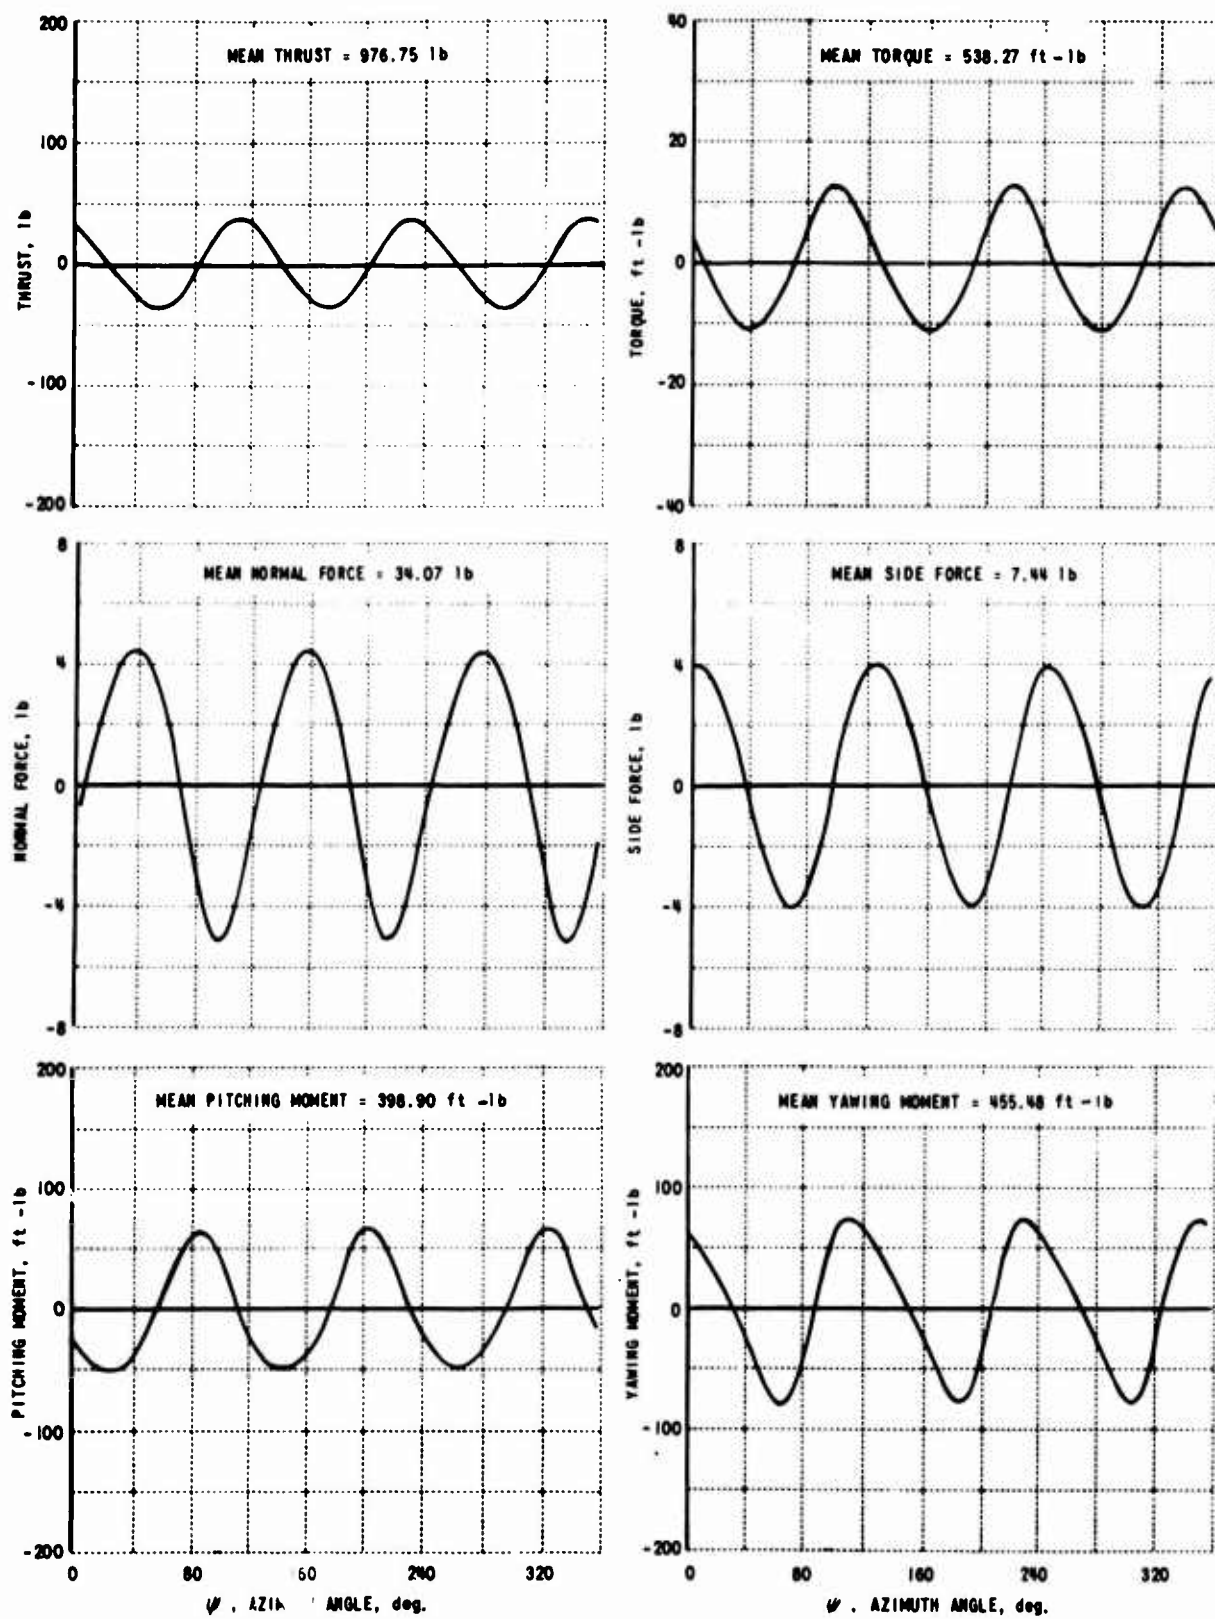 MEAN THRUST = 976.75 lb
200
100
0
-100
-200
THRUST, lb
MEAN TORQUE = 538.27 ft-lb
40
20
0
-20
-40
TORQUE, ft-lb
MEAN NORMAL FORCE = 34.07 lb
8
4
0
-4
-8
NORMAL FORCE, lb
MEAN SIDE FORCE = 7.44 lb
8
4
0
-4
-8
SIDE FORCE, lb
MEAN PITCHING MOMENT = 398.90 ft-lb
200
100
0
-100
-200
PITCHING MOMENT, ft-lb
0 80 60 240 320
ψ, ANGLE, deg.
MEAN YAWING MOMENT = 455.48 ft-lb
200
100
0
-100
-200
YAWING MOMENT, ft-lb
0 80 160 240 320
ψ, AZIMUTH ANGLE, deg.